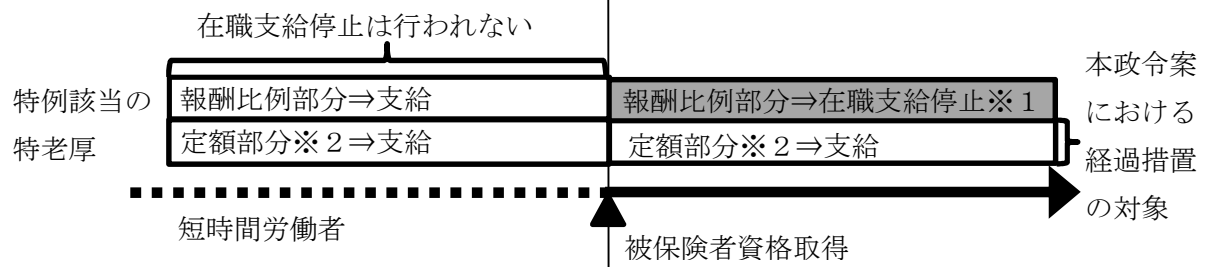 在職支給停止は行われない
特例該当の
特老厚
報酬比例部分⇒支給
定額部分※２⇒支給
報酬比例部分⇒在職支給停止※１
定額部分※２⇒支給
本政令案
における
経過措置
の対象
短時間労働者
被保険者資格取得